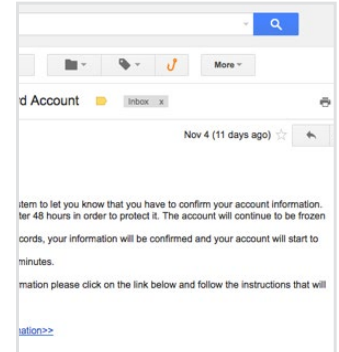 More
d Account Inbox x
Nov 4 (11 days ago)
stem to let you know that you have to confirm your account information.
ter 48 hours in order to protect it. The account will continue to be frozen
cords, your information will be confirmed and your account will start to
minutes.
mation please click on the link below and follow the instructions that will
mation>>